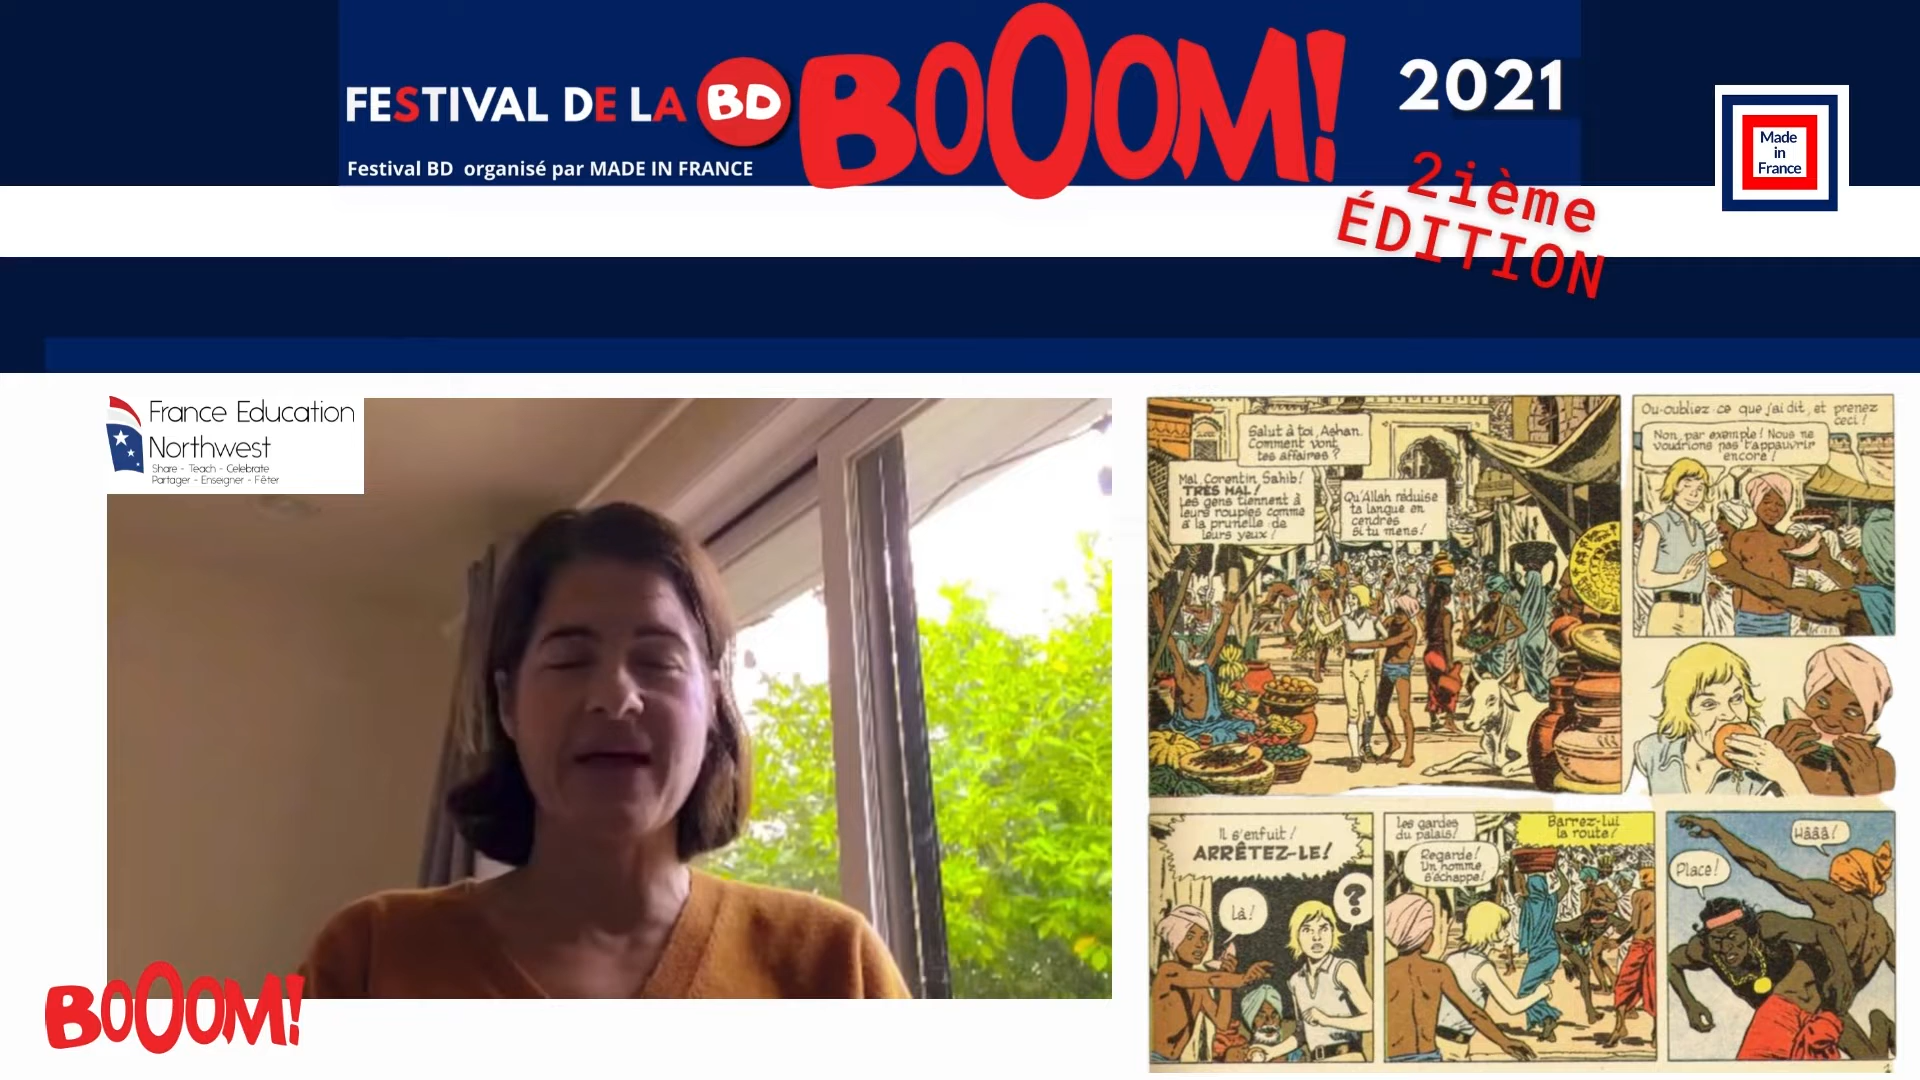 FESTIVAL DE LA BD BOOOM! 2021
Festival BD organisé par MADE IN FRANCE
2ième
ÉDITION
Made
in
France
France Education
Northwest
Share - Teach - Celebrate
Partager - Enseigner - Fêter
BOOOM!
Salut à toi, Ashan.
Comment vont
tes affaires ?
Mal, Corentin Sahib!
TRÈS MAL!
Les gens tiennent à
leurs roupies comme
à la prunelle de
leurs yeux !
Qu'Allah réduise
ta langue en
cendres
si tu mens!
Ou-oubliez ce que j'ai dit, et prenez
ceci !
Non, par exemple! Nous ne
voudrions pas t'appauvrir
encore !
Il s'enfuit!
ARRÊTEZ-LE!
Là!
?
les gardes
du palais!
Regarde!
Un homme
s'échappe!
Barrez-lui
la route!
Hâââ!
Place!